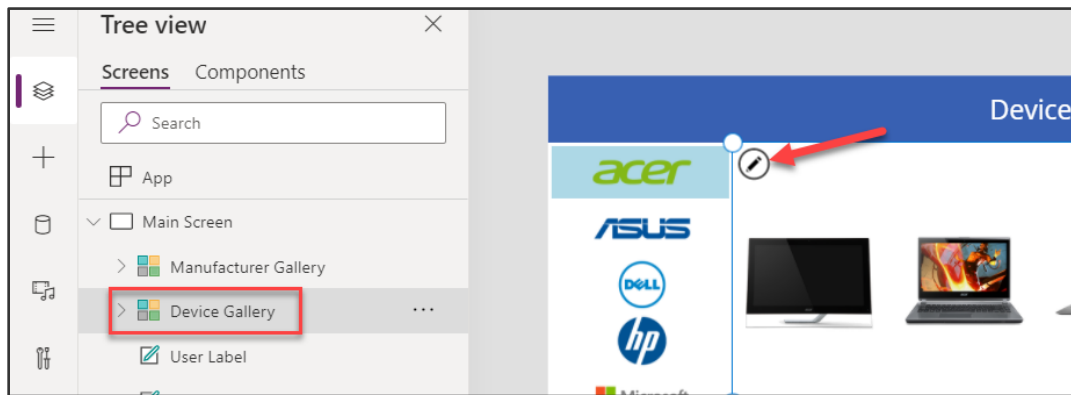 Tree view
Screens Components
Search
App
Main Screen
Manufacturer Gallery
Device Gallery
User Label
Device
acer
ASUS
DELL
hp
Microsoft